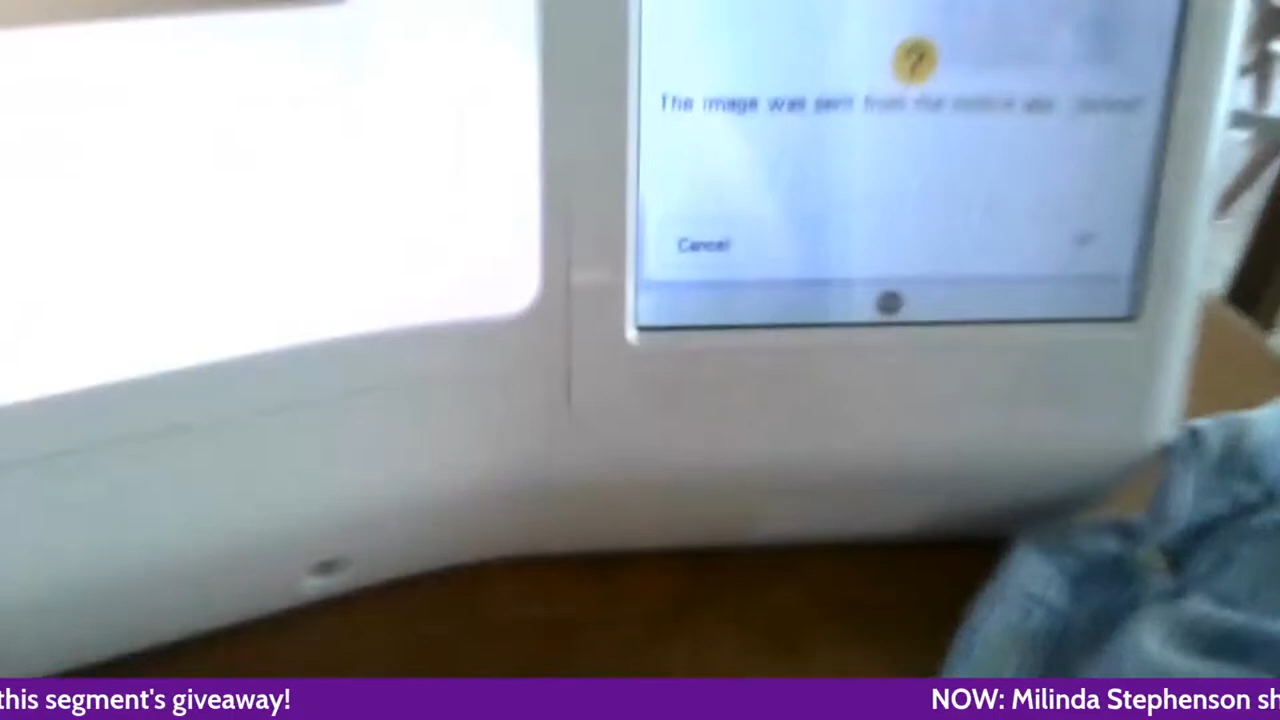 ?
The image was sent from the
Cancel
this segment's giveaway!
NOW: Milinda Stephenson sh